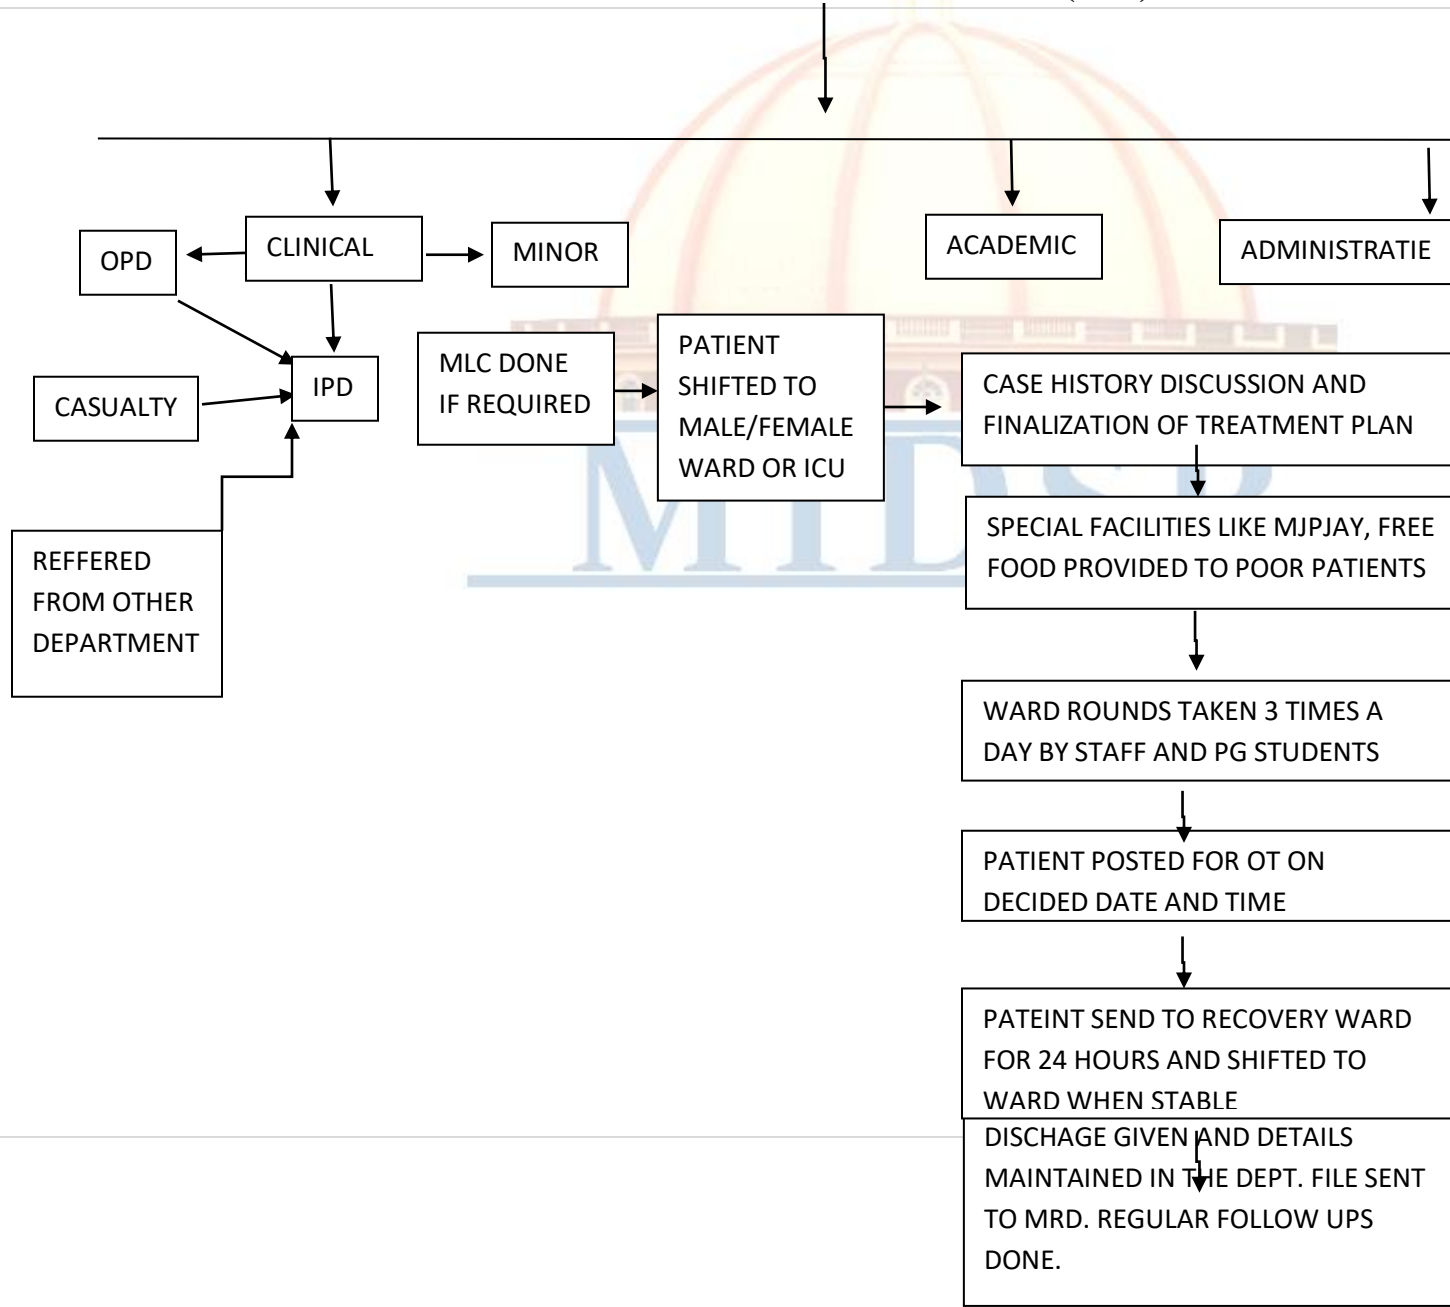 CLINICAL
OPD
MINOR
ACADEMIC
ADMINISTRATIE
IPD
CASUALTY
REFFERED
FROM OTHER
DEPARTMENT
MLC DONE
IF REQUIRED
PATIENT
SHIFTED TO
MALE/FEMALE
WARD OR ICU
CASE HISTORY DISCUSSION AND
FINALIZATION OF TREATMENT PLAN
SPECIAL FACILITIES LIKE MJPJAY, FREE
FOOD PROVIDED TO POOR PATIENTS
WARD ROUNDS TAKEN 3 TIMES A
DAY BY STAFF AND PG STUDENTS
PATIENT POSTED FOR OT ON
DECIDED DATE AND TIME
PATEINT SEND TO RECOVERY WARD
FOR 24 HOURS AND SHIFTED TO
WARD WHEN STABLE
DISCHAGE GIVEN AND DETAILS
MAINTAINED IN THE DEPT. FILE SENT
TO MRD. REGULAR FOLLOW UPS
DONE.
MIDSR